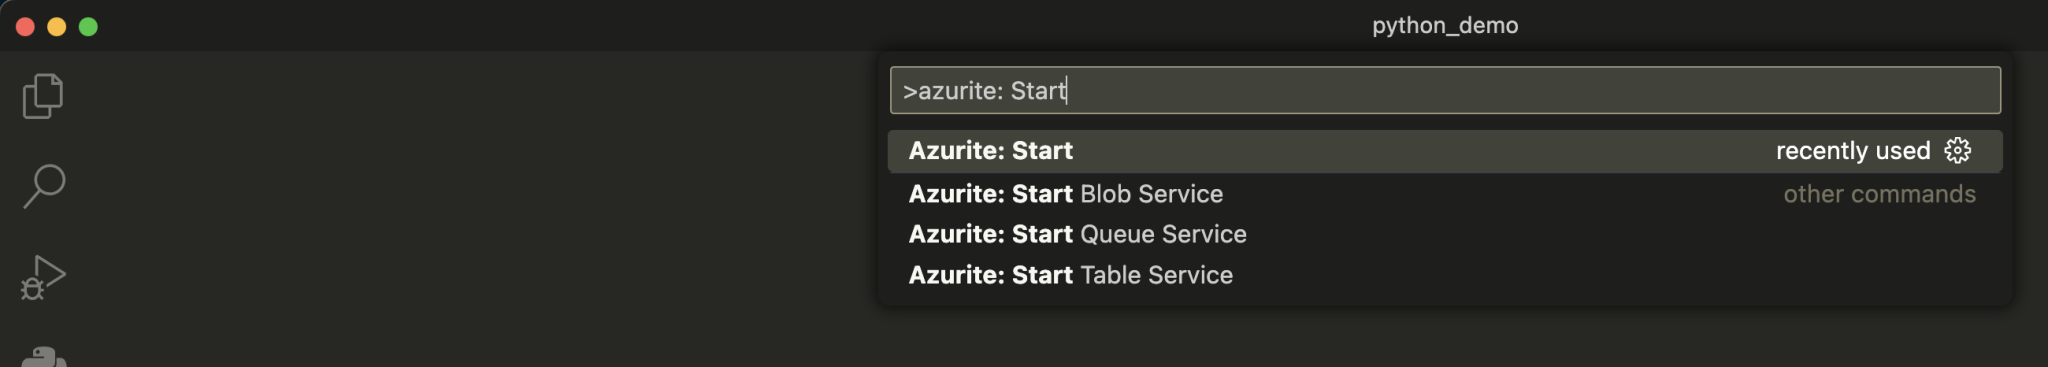 python_demo
>azurite: Start
Azurite: Start recently used
Azurite: Start Blob Service other commands
Azurite: Start Queue Service
Azurite: Start Table Service